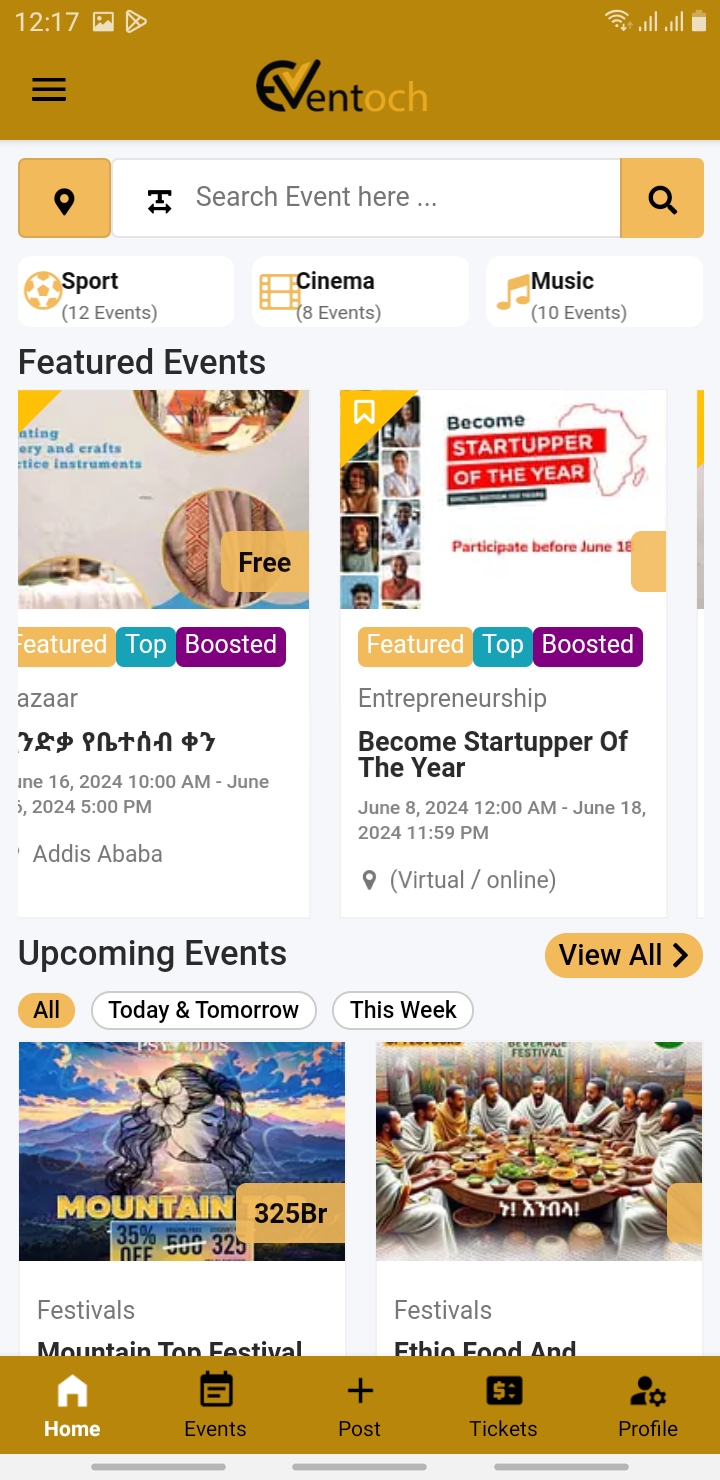 12:17
Eventoch
Search Event here ...
Sport
(12 Events)
Cinema
(8 Events)
Music
(10 Events)
Featured Events
ating
ery and crafts
ctice instruments
Free
Featured Top Boosted
azaar
ንድቃ የቤተሰብ ቀን
une 16, 2024 10:00 AM - June
6, 2024 5:00 PM
Addis Ababa
Become
STARTUPPER
OF THE YEAR
Participate before June 18
Featured Top Boosted
Entrepreneurship
Become Startupper Of
The Year
June 8, 2024 12:00 AM - June 18,
2024 11:59 PM
(Virtual / online)
Upcoming Events
View All
All
Today & Tomorrow
This Week
MOUNTAIN
325Br
35%
OFF
500
325
Festivals
Mountain Top Festival
BEVERAGE
FESTIVAL
ኑ! እንብላ!
Festivals
Ethio Food And
Home
Events
Post
Tickets
Profile